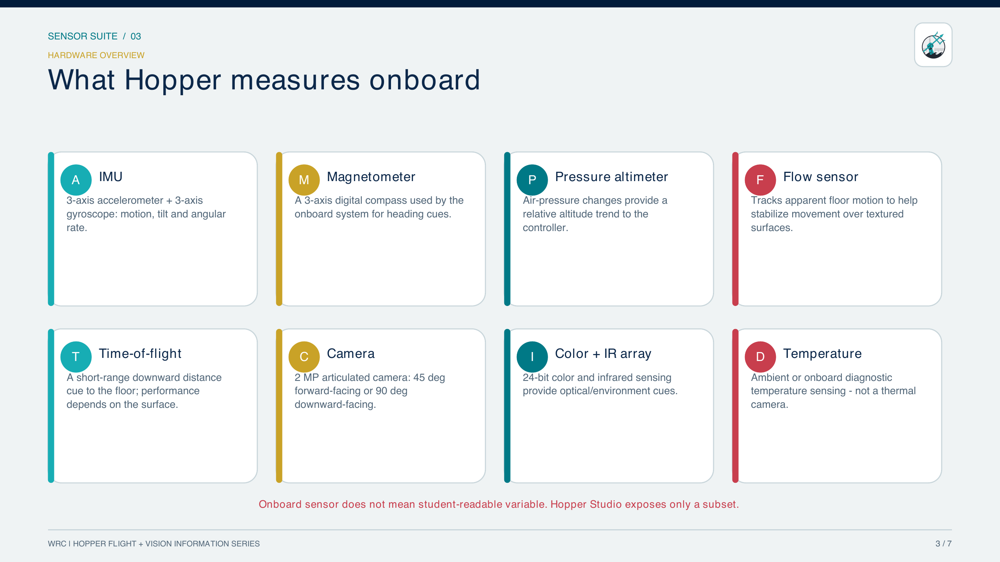 SENSOR SUITE / 03
HARDWARE OVERVIEW
What Hopper measures onboard
A
IMU
3-axis accelerometer + 3-axis
gyroscope: motion, tilt and angular
rate.
M
Magnetometer
A 3-axis digital compass used by the
onboard system for heading cues.
P
Pressure altimeter
Air-pressure changes provide a
relative altitude trend to the
controller.
F
Flow sensor
Tracks apparent floor motion to help
stabilize movement over textured
surfaces.
T
Time-of-flight
A short-range downward distance
cue to the floor; performance
depends on the surface.
C
Camera
2 MP articulated camera: 45 deg
forward-facing or 90 deg
downward-facing.
I
Color + IR array
24-bit color and infrared sensing
provide optical/environment cues.
D
Temperature
Ambient or onboard diagnostic
temperature sensing - not a thermal
camera.
Onboard sensor does not mean student-readable variable. Hopper Studio exposes only a subset.
WRC | HOPPER FLIGHT + VISION INFORMATION SERIES
3 / 7